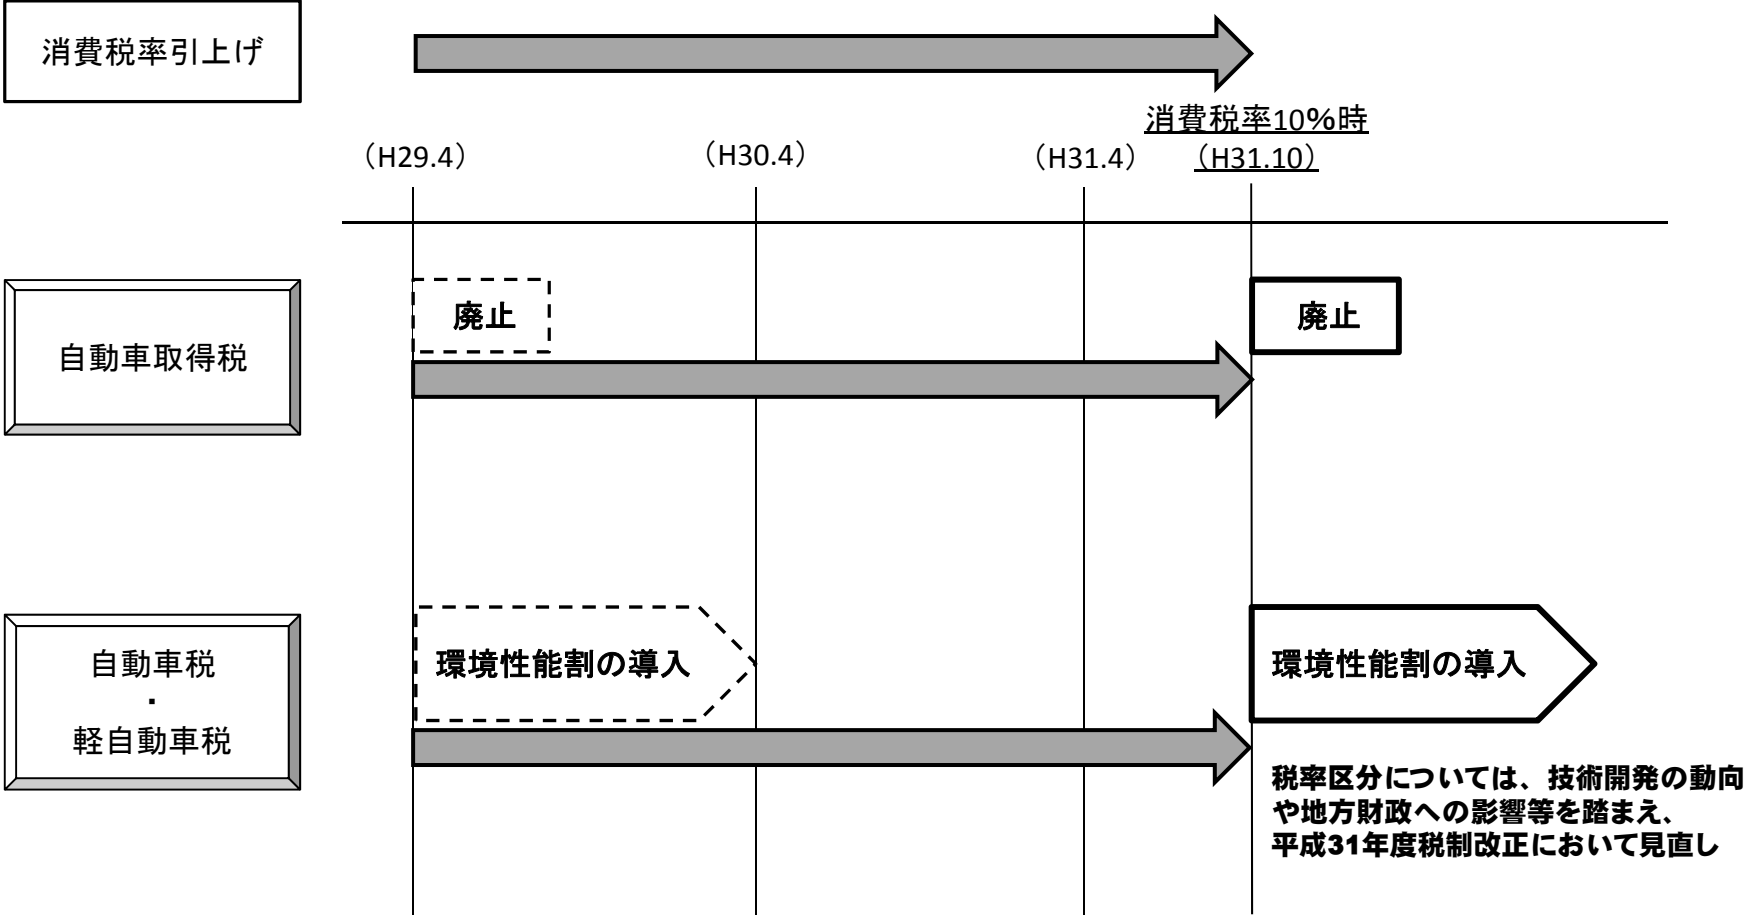 消費税率引上げ
消費税率10%時
（H29.4）
（H30.4）
（H31.4）
（H31.10）
自動車取得税
廃止
廃止
自動車税
・
軽自動車税
環境性能割の導入
環境性能割の導入
税率区分については、技術開発の動向
や地方財政への影響等を踏まえ、
平成31年度税制改正において見直し